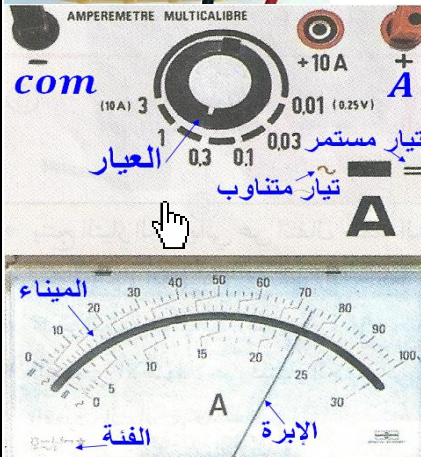 AMPEREMETRE MULTICALIBRE
- +10 A +
com A
(10A) 3 0,01 (0.25V)
1 0,3 0,1 0,03
تيار مستمر =
العيار
~ تيار متناوب
A
الميناء
0 10 20 30 40 50 60 70 80 90 100
0 5 10 15 20 25 30
A
الإبرة
الفئة